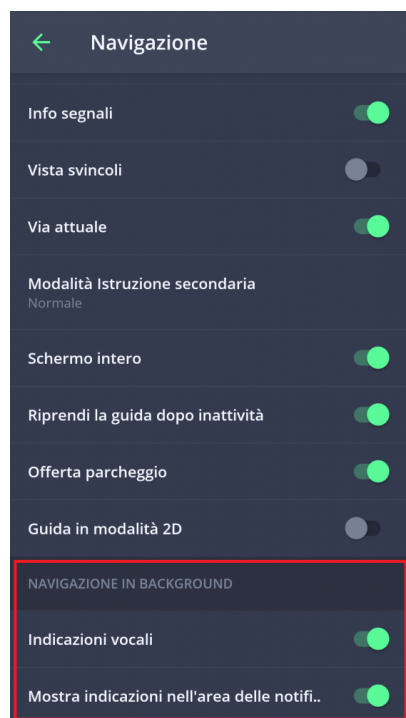 Navigazione
Info segnali
Vista svincoli
Via attuale
Modalità Istruzione secondaria
Normale
Schermo intero
Riprendi la guida dopo inattività
Offerta parcheggio
Guida in modalità 2D
NAVIGAZIONE IN BACKGROUND
Indicazioni vocali
Mostra indicazioni nell'area delle notifi..